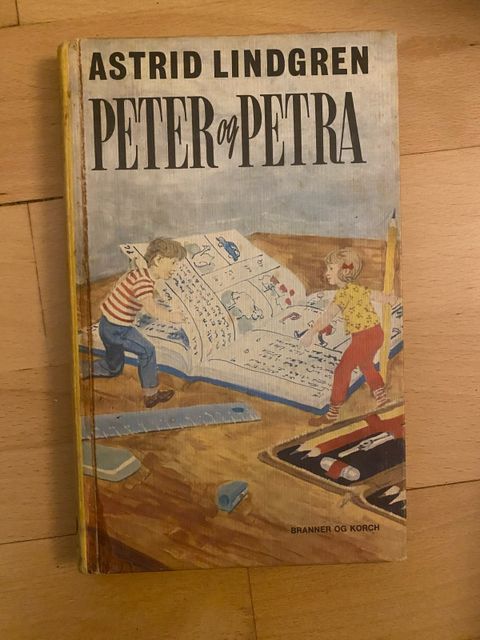 ASTRID LINDGREN
PETER og PETRA
BRANNER OG KORCH